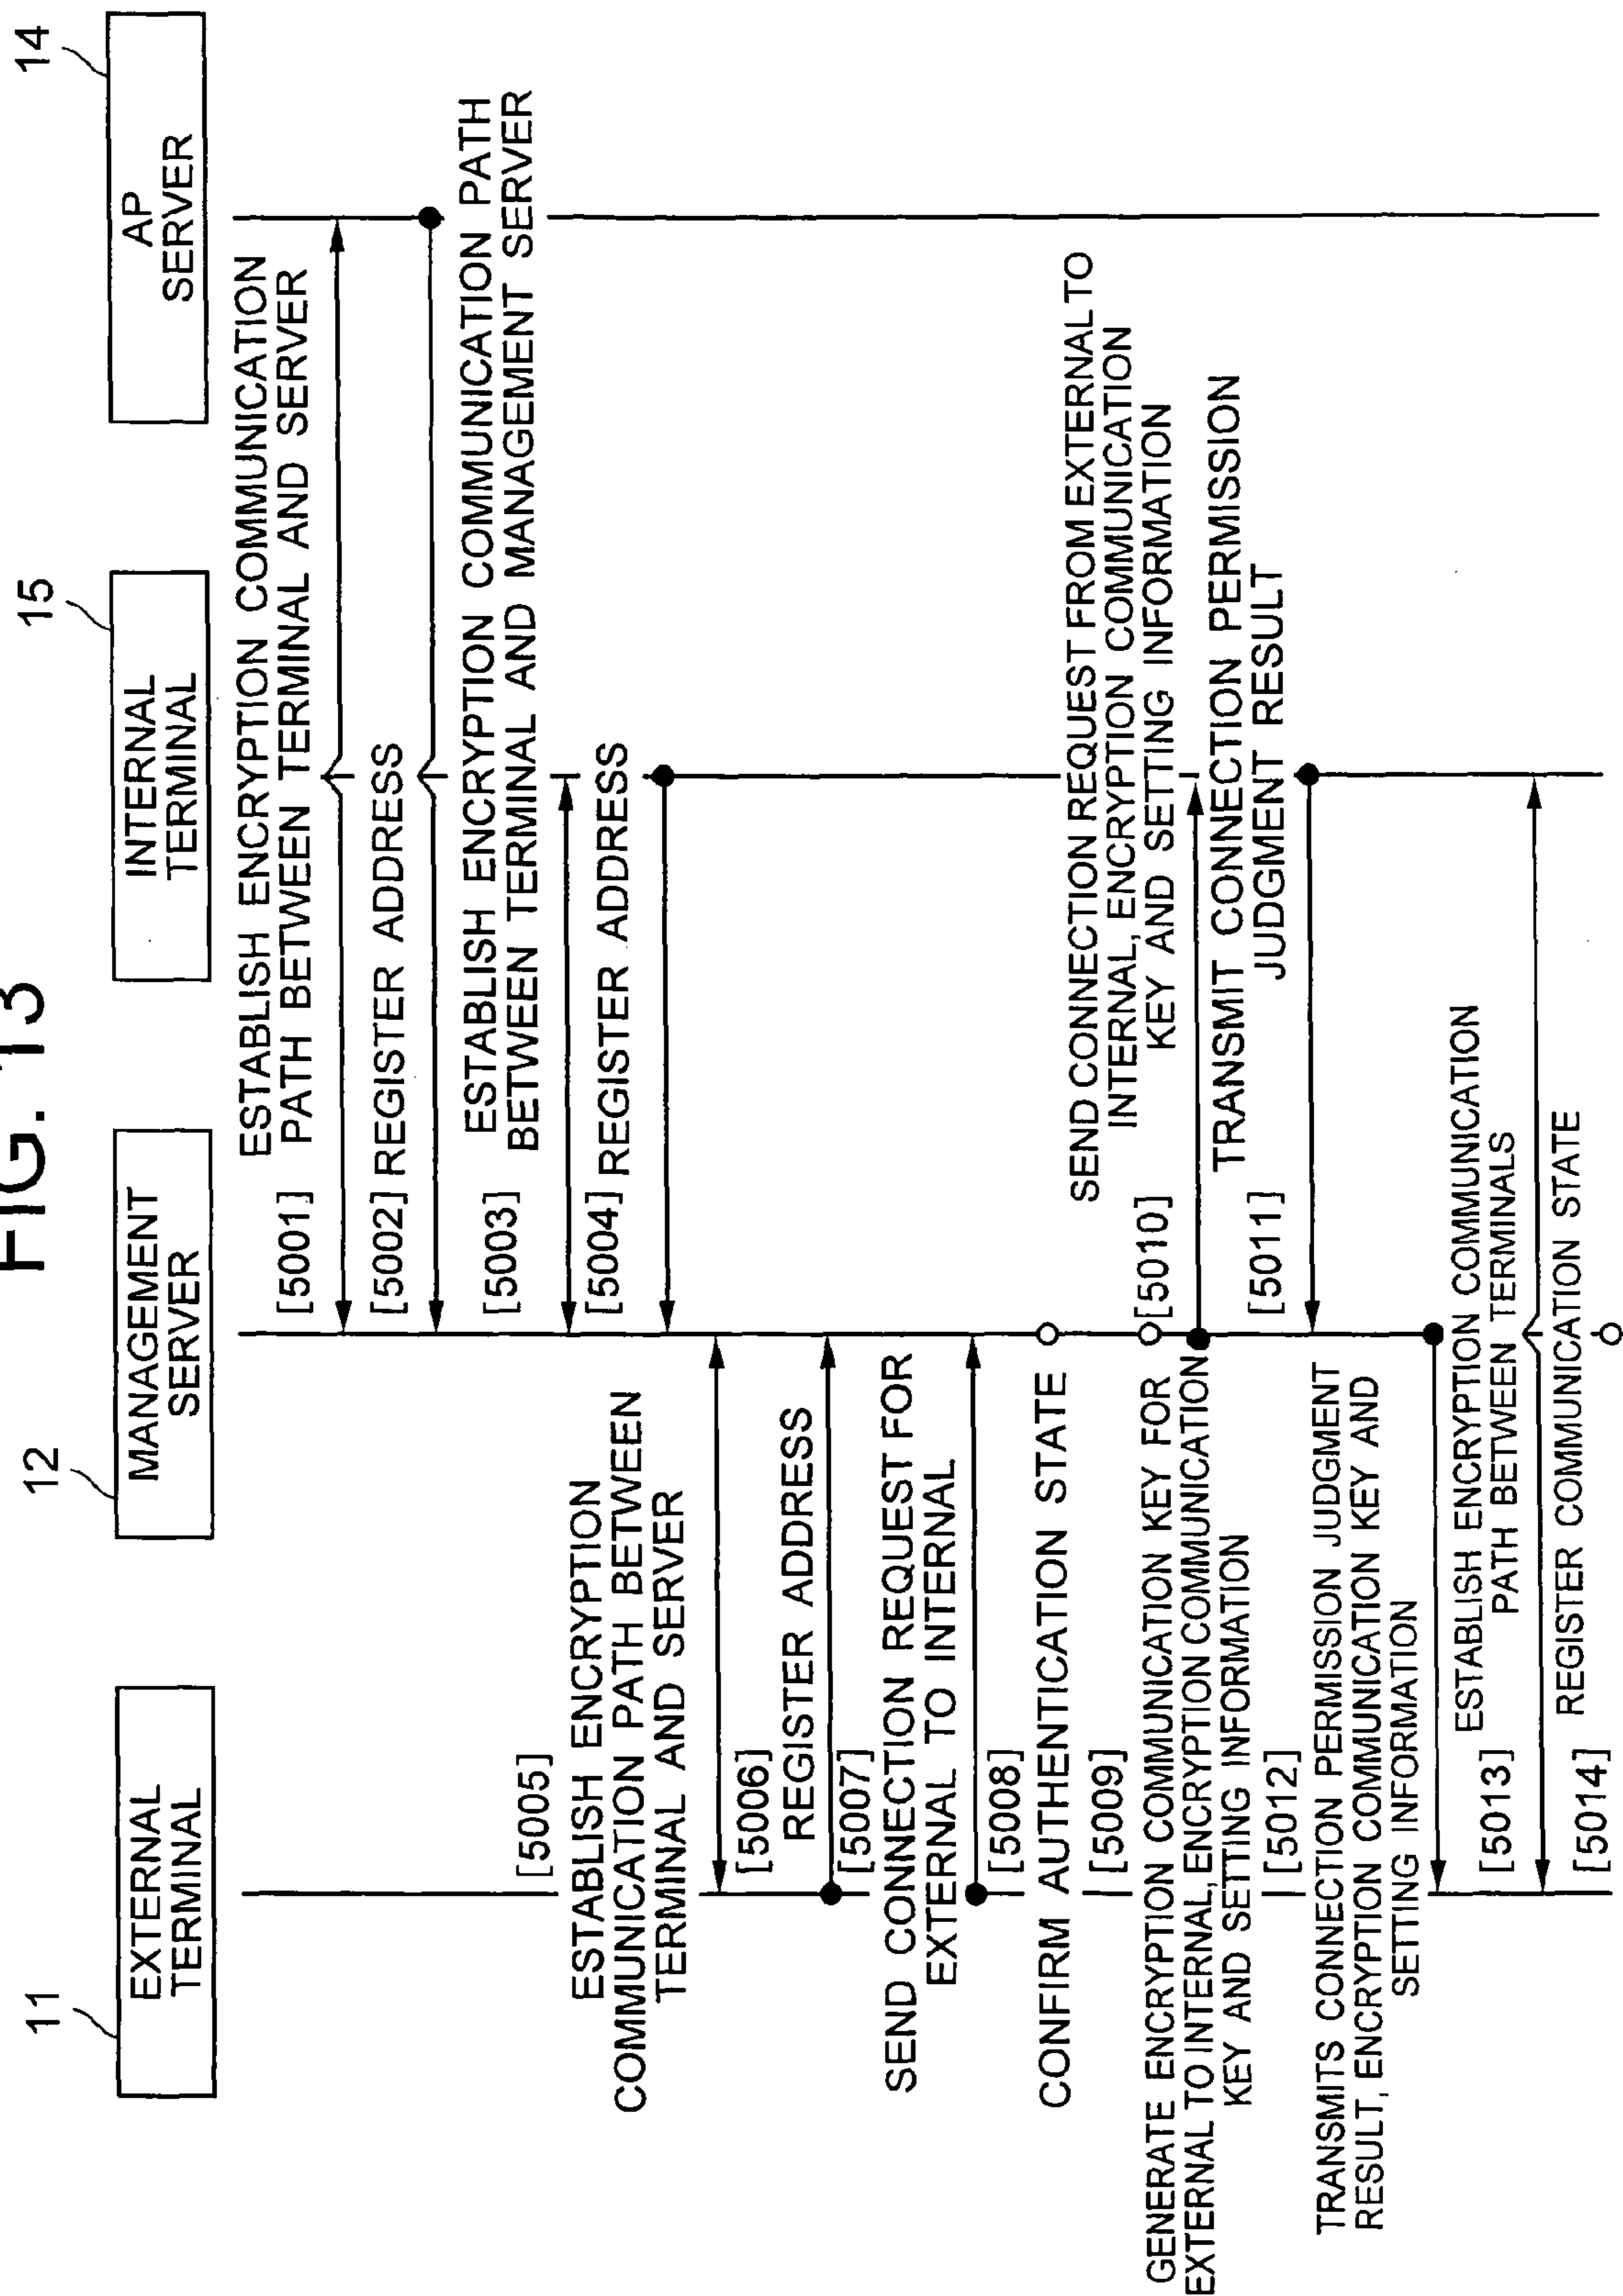 FIG. 13
11
EXTERNAL
TERMINAL
12
MANAGEMENT
SERVER
15
INTERNAL
TERMINAL
14
AP
SERVER
[5001]
ESTABLISH ENCRYPTION COMMUNICATION
PATH BETWEEN TERMINAL AND SERVER
[5002] REGISTER ADDRESS
[5003]
ESTABLISH ENCRYPTION COMMUNICATION PATH
BETWEEN TERMINAL AND MANAGEMENT SERVER
[5004] REGISTER ADDRESS
[5005]
ESTABLISH ENCRYPTION
COMMUNICATION PATH BETWEEN
TERMINAL AND SERVER
[5006]
REGISTER ADDRESS
[5007]
SEND CONNECTION REQUEST FOR
EXTERNAL TO INTERNAL
[5008]
CONFIRM AUTHENTICATION STATE
[5009]
GENERATE ENCRYPTION COMMUNICATION KEY FOR
EXTERNAL TO INTERNAL, ENCRYPTION COMMUNICATION
KEY AND SETTING INFORMATION
[5010]
SEND CONNECTION REQUEST FROM EXTERNAL TO
INTERNAL, ENCRYPTION COMMUNICATION
KEY AND SETTING INFORMATION
[5011]
TRANSMIT CONNECTION PERMISSION
JUDGMENT RESULT
[5012]
TRANSMITS CONNECTION PERMISSION JUDGMENT
RESULT, ENCRYPTION COMMUNICATION KEY AND
SETTING INFORMATION
[5013]
ESTABLISH ENCRYPTION COMMUNICATION
PATH BETWEEN TERMINALS
[5014]
REGISTER COMMUNICATION STATE